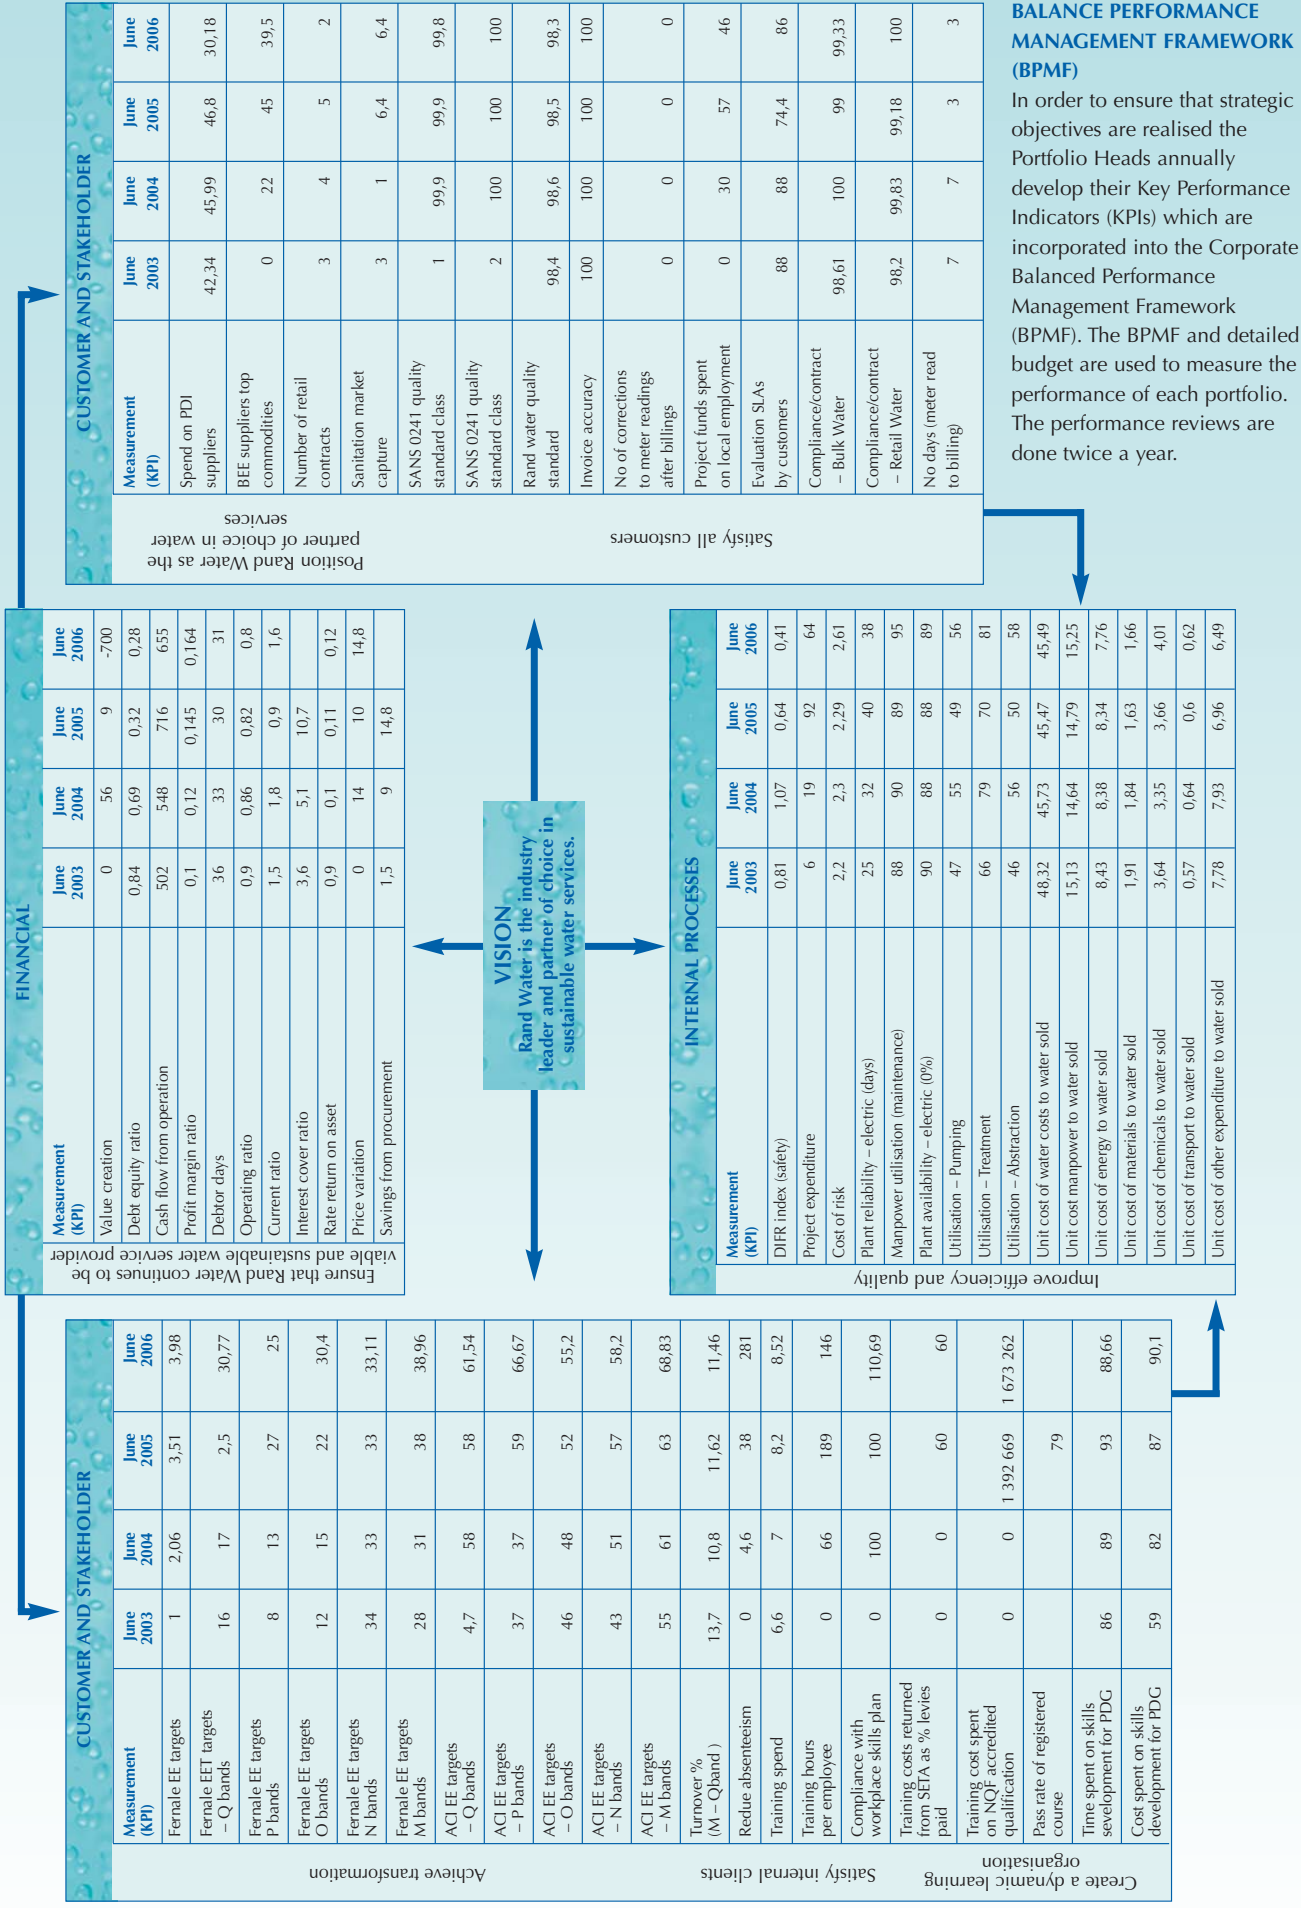 BALANCE PERFORMANCE
MANAGEMENT FRAMEWORK
(BPMF)
In order to ensure that strategic
objectives are realised the
Portfolio Heads annually
develop their Key Performance
Indicators (KPIs) which are
incorporated into the Corporate
Balanced Performance
Management Framework
(BPMF). The BPMF and detailed
budget are used to measure the
performance of each portfolio.
The performance reviews are
done twice a year.
FINANCIAL
Ensure that Rand Water continues to be
viable and sustainable water service provider
Measurement (KPI) June 2003 June 2004 June 2005 June 2006
Value creation 0 56 9 -700
Debt equity ratio 0,84 0,69 0,32 0,28
Cash flow from operation 502 548 716 655
Profit margin ratio 0,1 0,12 0,145 0,164
Debtor days 36 33 30 31
Operating ratio 0,9 0,86 0,82 0,8
Current ratio 1,5 1,8 0,9 1,6
Interest cover ratio 3,6 5,1 10,7
Rate return on asset 0,9 0,1 0,11 0,12
Price variation 0 14 10 14,8
Savings from procurement 1,5 9 14,8
CUSTOMER AND STAKEHOLDER
Position Rand Water as the
partner of choice in water
services
Satisfy all customers
Measurement (KPI) June 2003 June 2004 June 2005 June 2006
Spend on PDI
suppliers 42,34 45,99 46,8 30,18
BEE suppliers top
commodities 0 22 45 39,5
Number of retail
contracts 3 4 5 2
Sanitation market
capture 3 1 6,4 6,4
SANS 0241 quality
standard class 1 99,9 99,9 99,8
SANS 0241 quality
standard class 2 100 100 100
Rand water quality
standard 98,4 98,6 98,5 98,3
Invoice accuracy 100 100 100 100
No of corrections
to meter readings
after billings 0 0 0 0
Project funds spent
on local employment 0 30 57 46
Evaluation SLAs
by customers 88 88 74,4 86
Compliance/contract
– Bulk Water 98,61 100 99 99,33
Compliance/contract
– Retail Water 98,2 99,83 99,18 100
No days (meter read
to billing) 7 7 3 3
VISION
Rand Water is the industry
leader and partner of choice in
sustainable water services.
CUSTOMER AND STAKEHOLDER
Achieve transformation
Satisfy internal clients
Create a dynamic learning
organisation
Measurement (KPI) June 2003 June 2004 June 2005 June 2006
Fernale EE targets 1 2,06 3,51 3,98
Fernale EET targets
– Q bands 16 17 2,5 30,77
Fernale EE targets
P bands 8 13 27 25
Fernale EE targets
O bands 12 15 22 30,4
Fernale EE targets
N bands 34 33 33 33,11
Fernale EE targets
M bands 28 31 38 38,96
ACI EE targets
– Q bands 4,7 58 58 61,54
ACI EE targets
– P bands 37 37 59 66,67
ACI EE targets
– O bands 46 48 52 55,2
ACI EE targets
– N bands 43 51 57 58,2
ACI EE targets
– M bands 55 61 63 68,83
Turnover %
(M – Qband ) 13,7 10,8 11,62 11,46
Redue absenteeism 0 4,6 38 281
Training spend 6,6 7 8,2 8,52
Training hours
per employee 0 66 189 146
Compliance with
workplace skills plan 0 100 100 110,69
Training costs returned
from SETA as % levies
paid 0 0 60 60
Training cost spent
on NQF accredited
qualification 0 0 1 392 669 1 673 262
Pass rate of registered
course 79
Time spent on skills
sevelopment for PDG 86 89 93 88,66
Cost spent on skills
development for PDG 59 82 87 90,1
INTERNAL PROCESSES
Improve efficiency and quality
Measurement (KPI) June 2003 June 2004 June 2005 June 2006
DIFR index (safety) 0,81 1,07 0,64 0,41
Project expenditure 6 19 92 64
Cost of risk 2,2 2,3 2,29 2,61
Plant reliability – electric (days) 25 32 40 38
Manpower utilisation (maintenance) 88 90 89 95
Plant availability – electric (0%) 90 88 88 89
Utilisation – Pumping 47 55 49 56
Utilisation – Treatment 66 79 70 81
Utilisation – Abstraction 46 56 50 58
Unit cost of water costs to water sold 48,32 45,73 45,47 45,49
Unit cost manpower to water sold 15,13 14,64 14,79 15,25
Unit cost of energy to water sold 8,43 8,38 8,34 7,76
Unit cost of materials to water sold 1,91 1,84 1,63 1,66
Unit cost of chemicals to water sold 3,64 3,35 3,66 4,01
Unit cost of transport to water sold 0,57 0,64 0,6 0,62
Unit cost of other expenditure to water sold 7,78 7,93 6,96 6,49